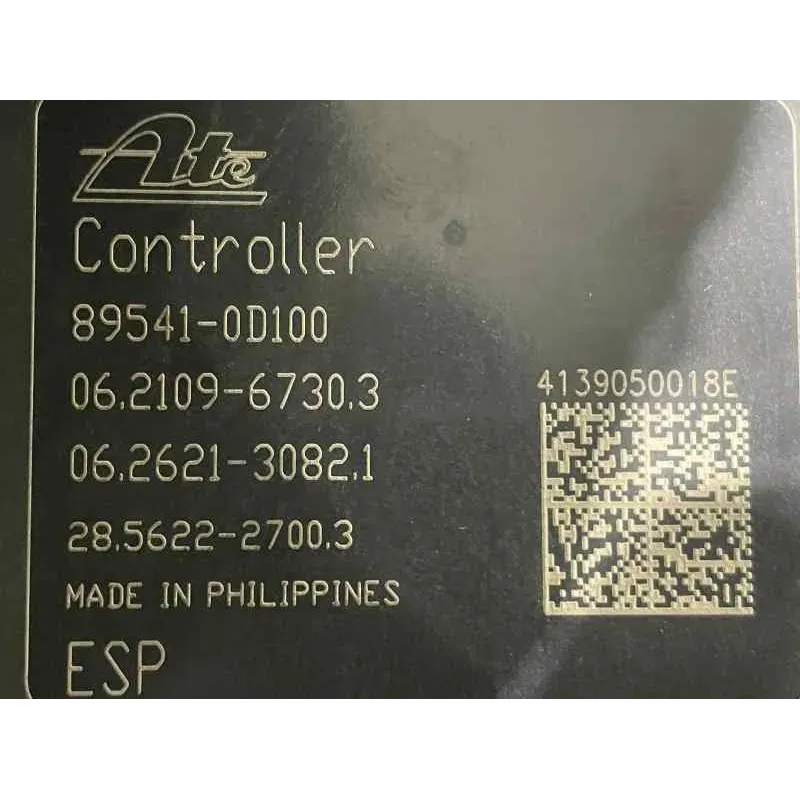 Ate
Controller
89541-0D100
06.2109-6730.3
06.2621-3082.1
28.5622-2700.3
MADE IN PHILIPPINES
ESP
4139050018E